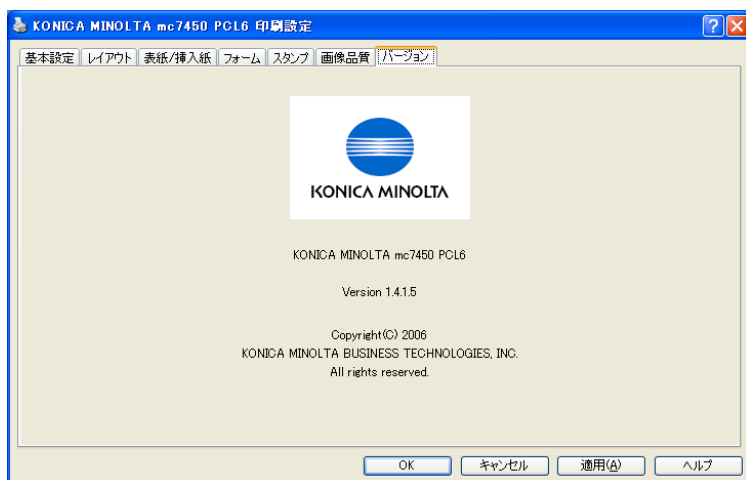 KONICA MINOLTA mc7450 PCL6 印刷設定
基本設定 レイアウト 表紙/挿入紙 フォーム スタンプ 画像品質 バージョン
KONICA MINOLTA
KONICA MINOLTA mc7450 PCL6
Version 1.4.1.5
Copyright(C) 2006
KONICA MINOLTA BUSINESS TECHNOLOGIES, INC.
All rights reserved.
OK キャンセル 適用(A) ヘルプ